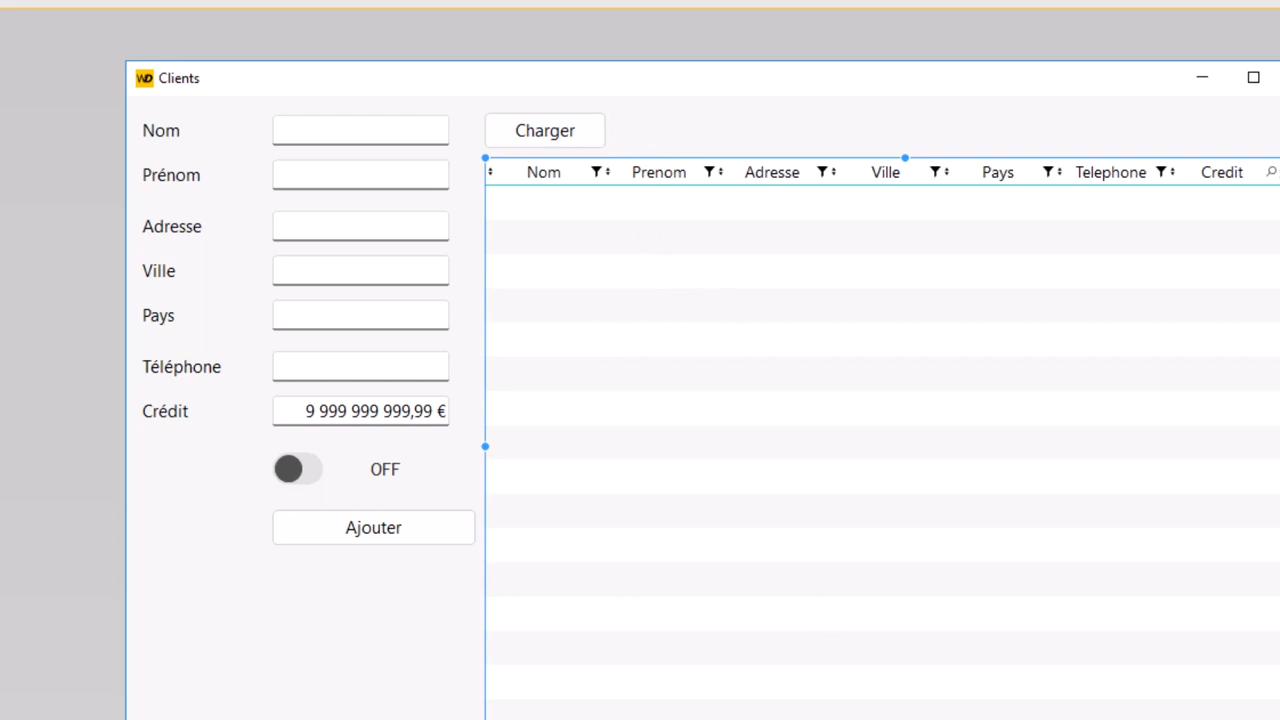 WD Clients
Nom
Charger
Prénom
Nom Prenom Adresse Ville Pays Telephone Credit
Adresse
Ville
Pays
Téléphone
Crédit 9 999 999 999,99 €
OFF
Ajouter